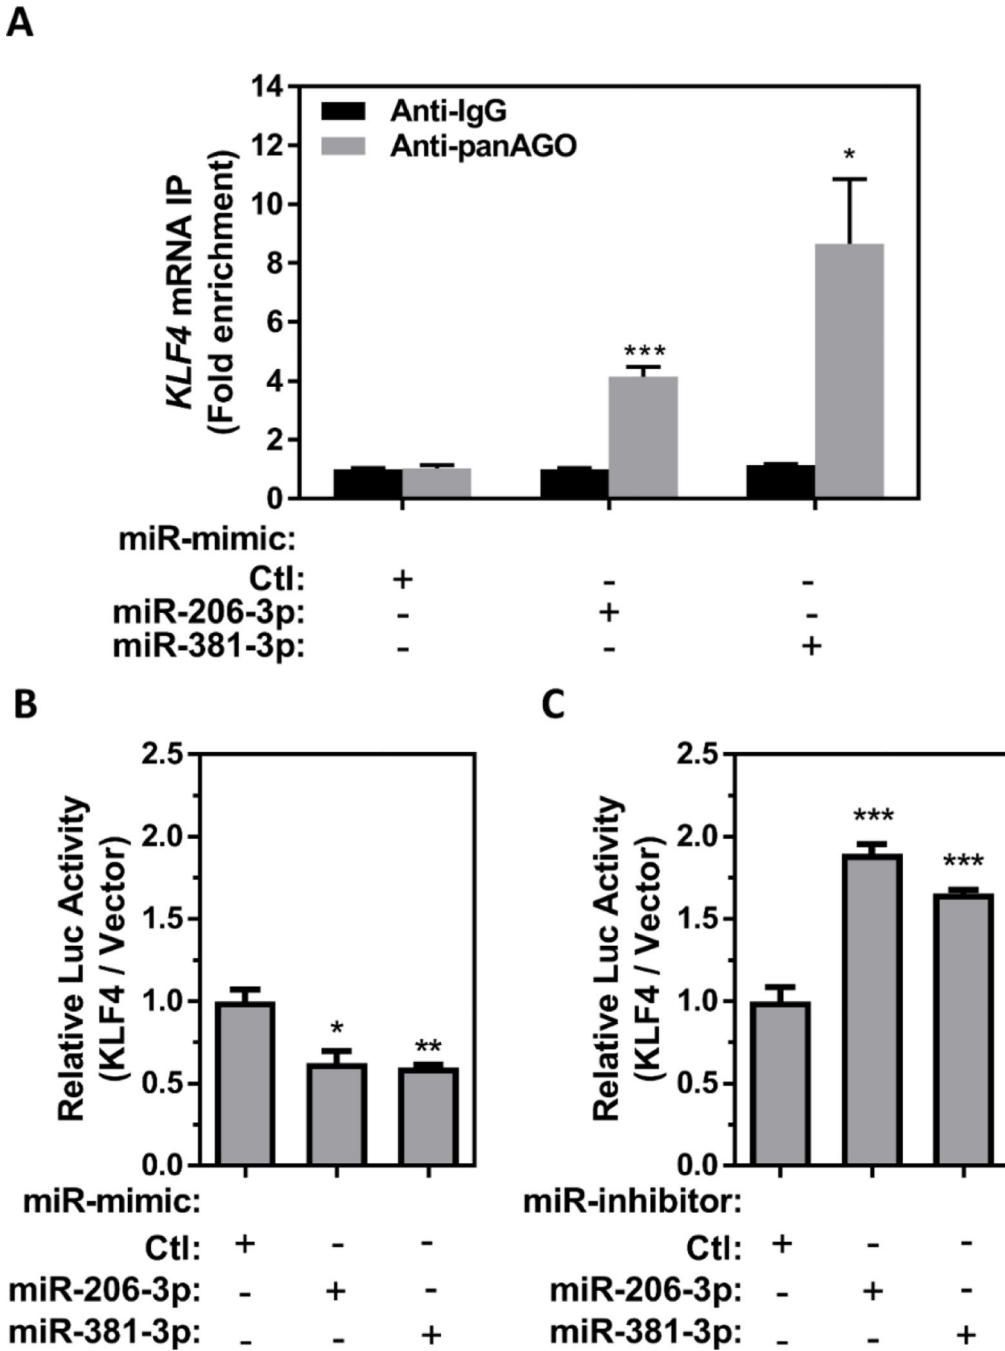 A
14
12
10
8
6
4
2
0
KLF4 mRNA IP
(Fold enrichment)
Anti-IgG
Anti-panAGO
***
*
miR-mimic:
Ctl: + - -
miR-206-3p: - + -
miR-381-3p: - - +
B
2.5
2.0
1.5
1.0
0.5
0.0
Relative Luc Activity
(KLF4 / Vector)
*
**
miR-mimic:
Ctl: + - -
miR-206-3p: - + -
miR-381-3p: - - +
C
2.5
2.0
1.5
1.0
0.5
0.0
Relative Luc Activity
(KLF4 / Vector)
***
***
miR-inhibitor:
Ctl: + - -
miR-206-3p: - + -
miR-381-3p: - - +